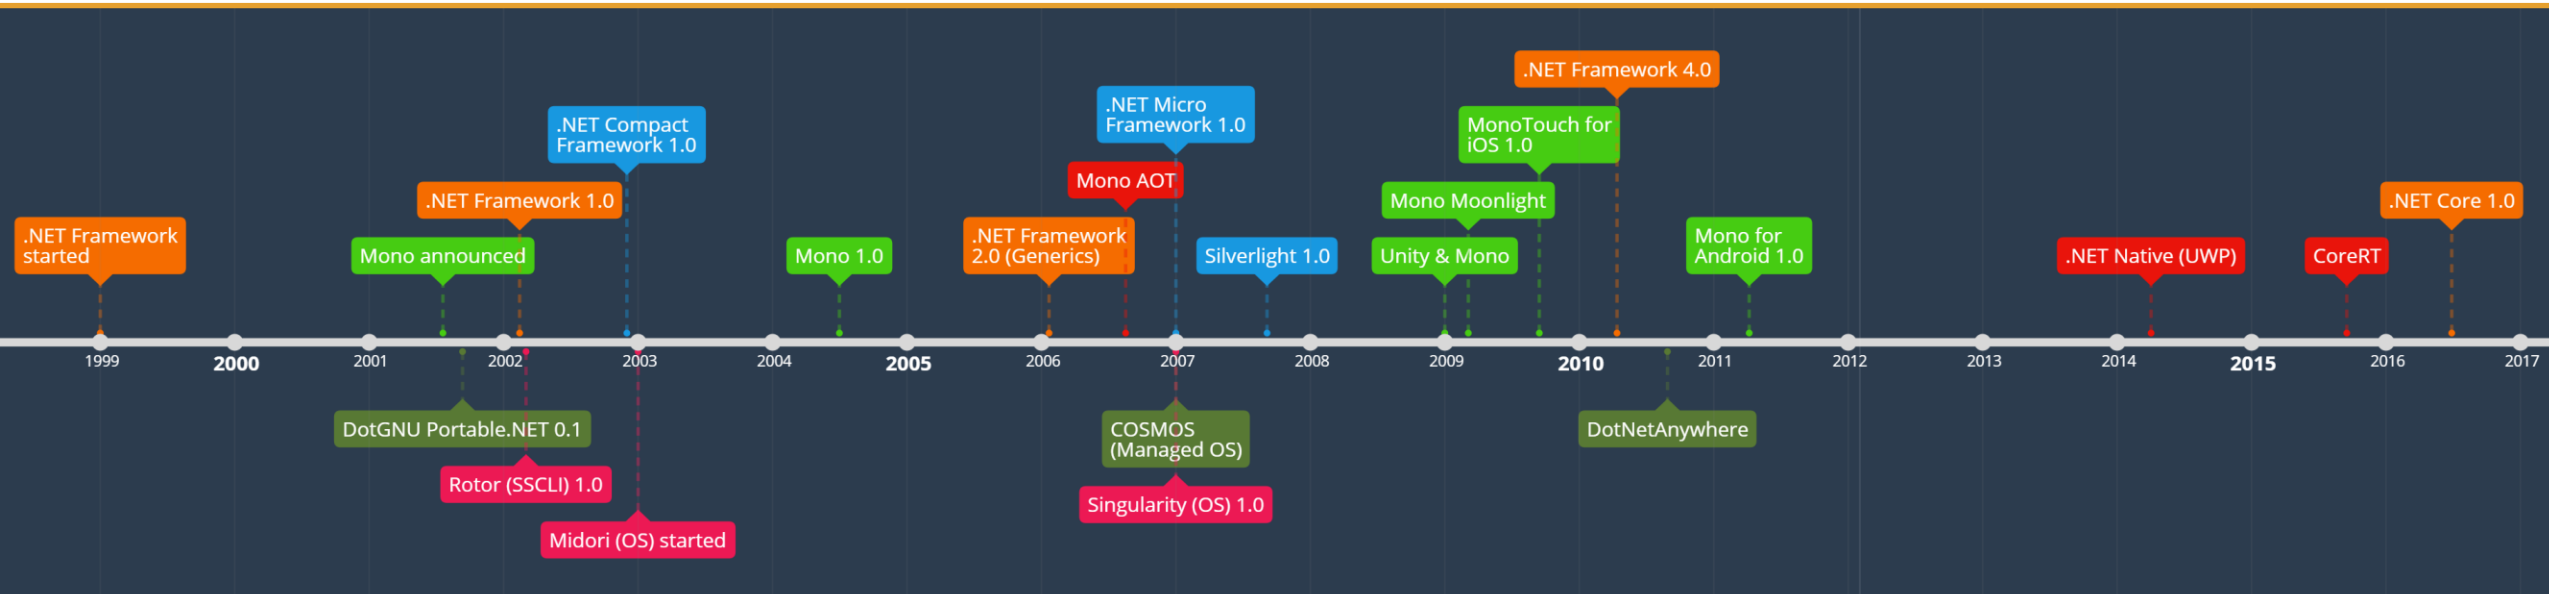 .NET Framework 4.0
.NET Micro
Framework 1.0
.NET Compact
Framework 1.0
MonoTouch for
iOS 1.0
Mono AOT
.NET Framework 1.0
Mono Moonlight
.NET Core 1.0
.NET Framework
started
Mono announced
Mono 1.0
.NET Framework
2.0 (Generics)
Silverlight 1.0
Unity & Mono
Mono for
Android 1.0
.NET Native (UWP)
CoreRT
1999 2000 2001 2002 2003 2004 2005 2006 2007 2008 2009 2010 2011 2012 2013 2014 2015 2016 2017
DotGNU Portable.NET 0.1
COSMOS
(Managed OS)
DotNetAnywhere
Rotor (SSCLI) 1.0
Singularity (OS) 1.0
Midori (OS) started